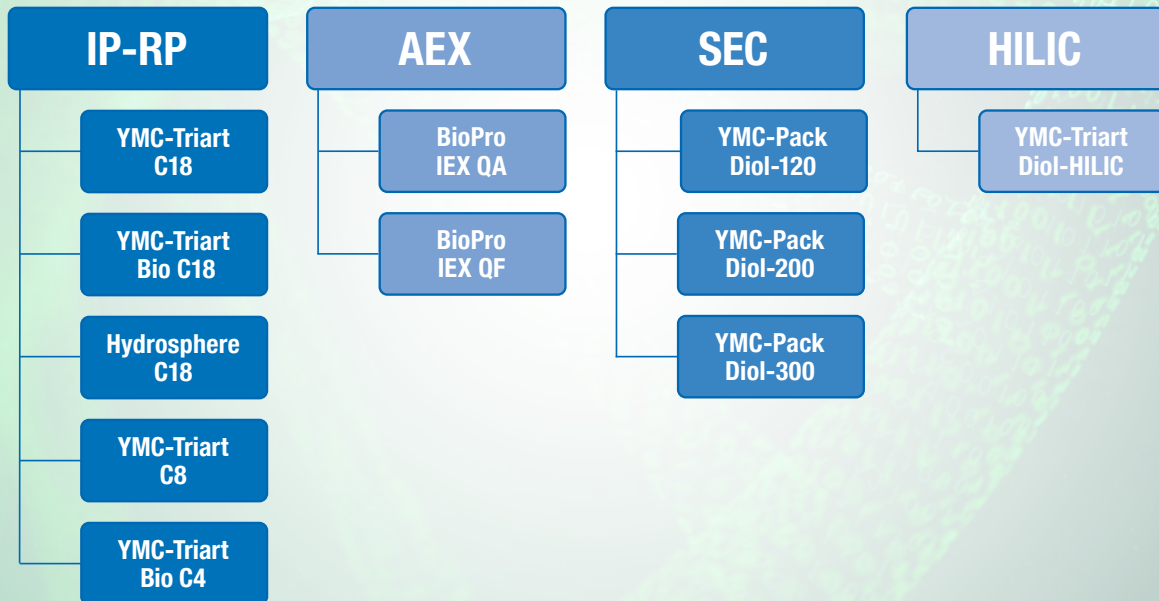 IP-RP
YMC-Triart
C18
YMC-Triart
Bio C18
Hydrosphere
C18
YMC-Triart
C8
YMC-Triart
Bio C4
AEX
BioPro
IEX QA
BioPro
IEX QF
SEC
YMC-Pack
Diol-120
YMC-Pack
Diol-200
YMC-Pack
Diol-300
HILIC
YMC-Triart
Diol-HILIC